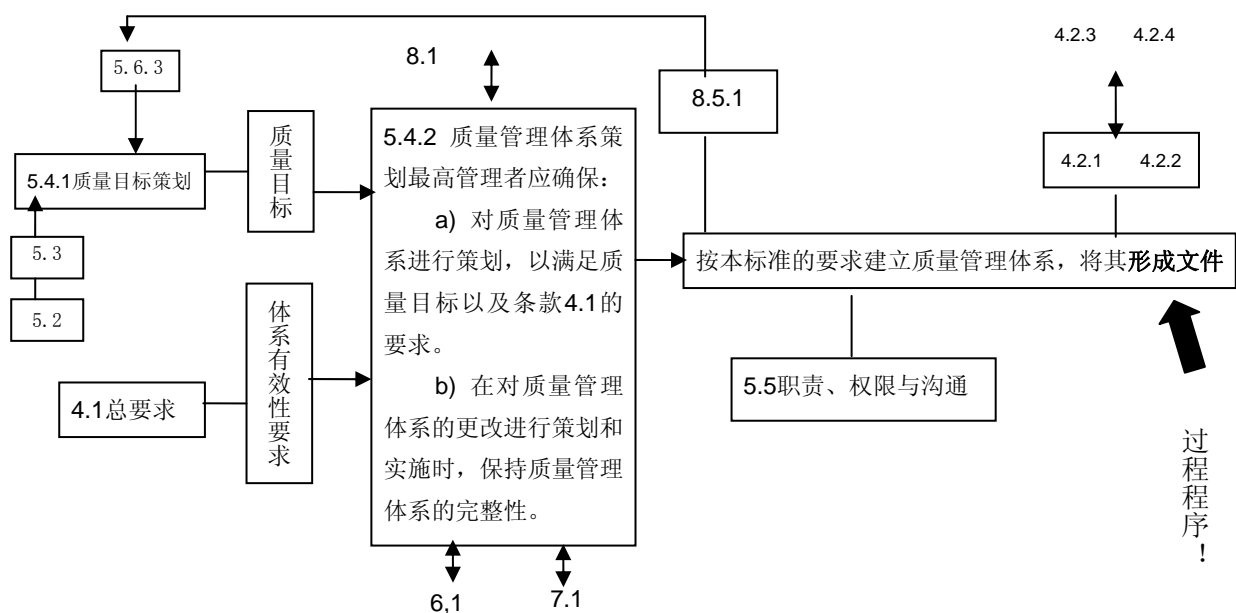 4.2.3 4.2.4
5.6.3
8.1
8.5.1
质量目标
5.4.1质量目标策划
5.3
5.2
体系有效性要求
4.1总要求
5.4.2 质量管理体系策
划最高管理者应确保：
a) 对质量管理体
系进行策划，以满足质
量目标以及条款4.1的
要求。
b) 在对质量管理
体系的更改进行策划和
实施时，保持质量管理
体系的完整性。
6,1
7.1
4.2.1 4.2.2
按本标准的要求建立质量管理体系，将其形成文件
5.5职责、权限与沟通
过程程序！